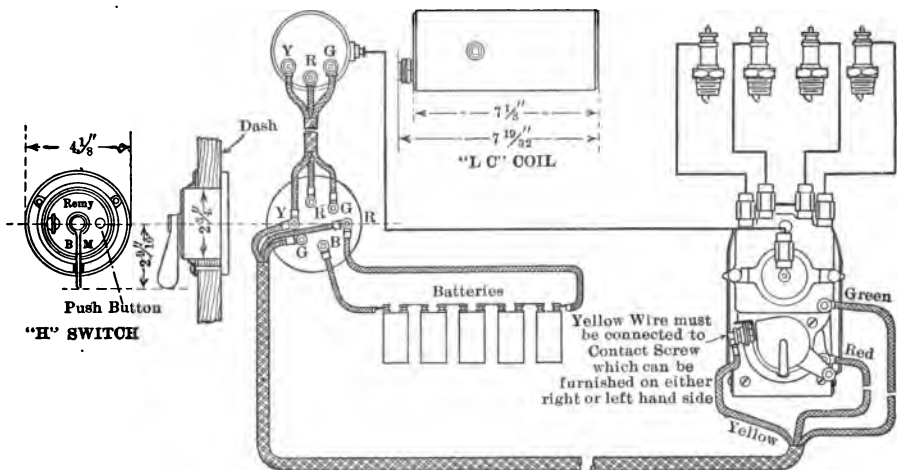 Y R G
7 1/8"
7 19/32"
"L C" COIL
Dash
4 1/8"
Remy
B M
2 9/16"
2 3/4"
Push Button
"H" SWITCH
Y R G R
G B
Batteries
Yellow Wire must
be connected to
Contact Screw
which can be
furnished on either
right or left hand side
Green
Red
Yellow